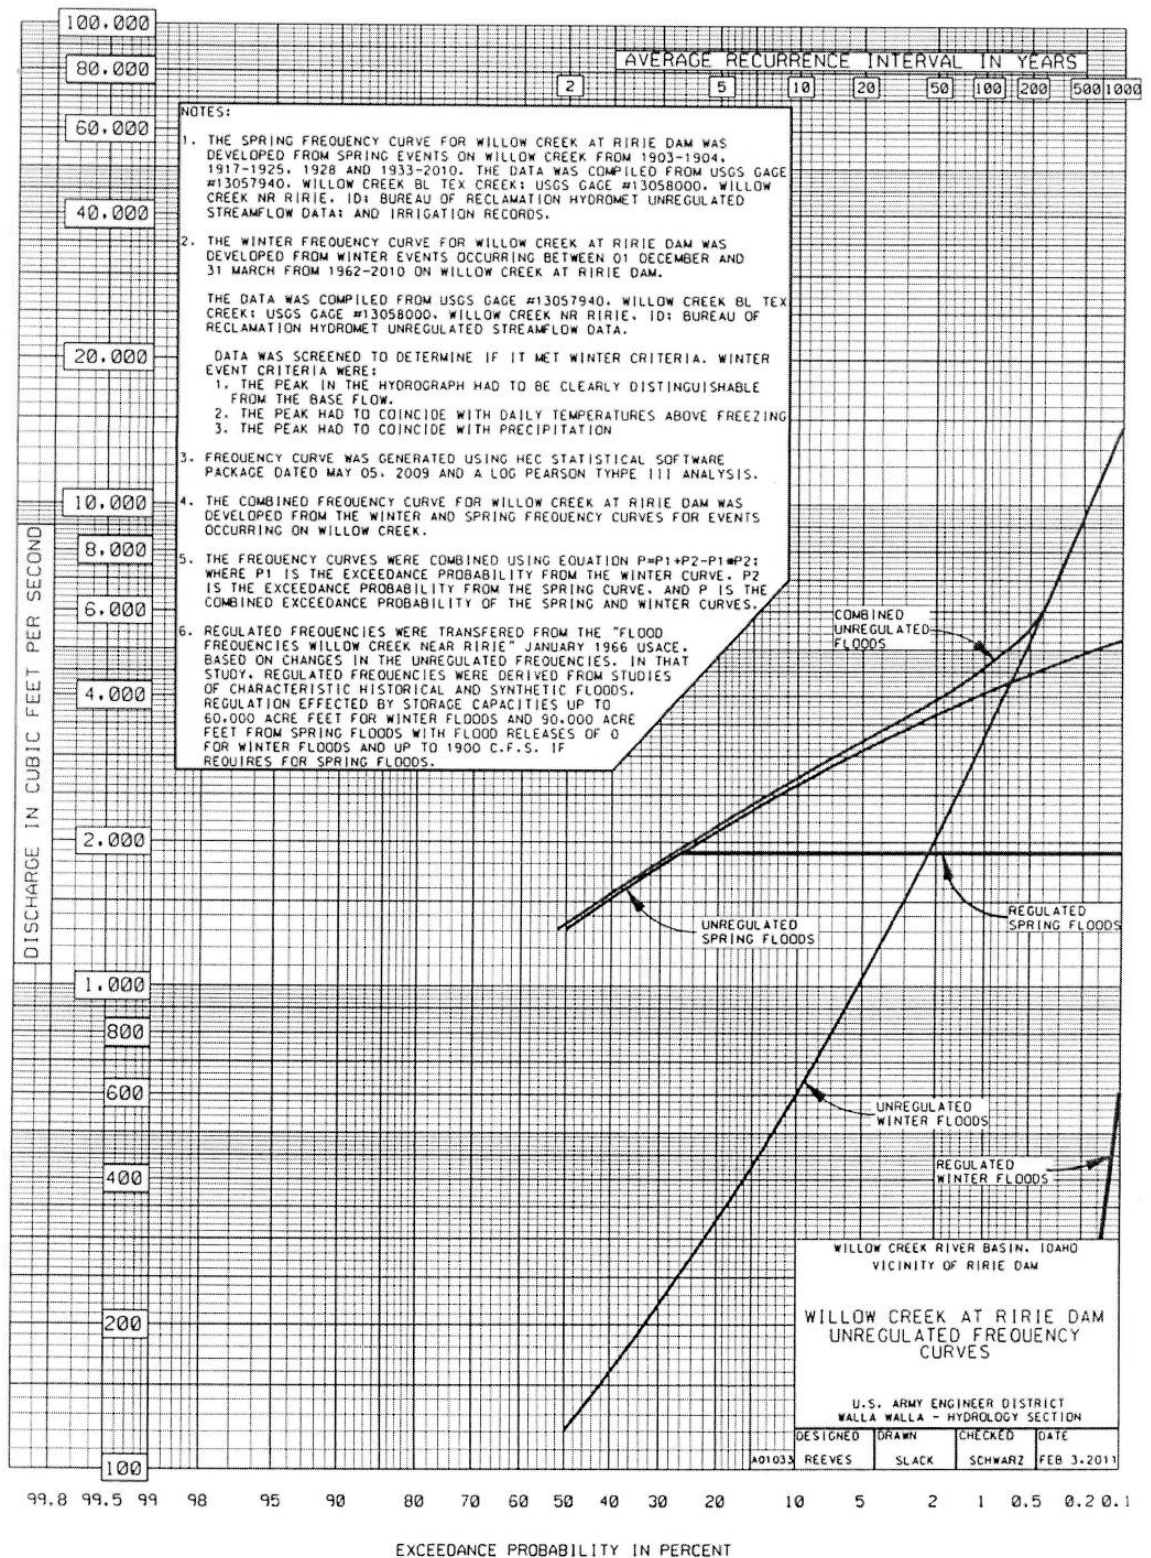 100.000
80.000
60.000
40.000
20.000
10.000
8.000
6.000
4.000
2.000
1.000
800
600
400
200
100
DISCHARGE IN CUBIC FEET PER SECOND
AVERAGE RECURRENCE INTERVAL IN YEARS
2 5 10 20 50 100 200 500 1000
NOTES:
1. THE SPRING FREQUENCY CURVE FOR WILLOW CREEK AT RIRIE DAM WAS
DEVELOPED FROM SPRING EVENTS ON WILLOW CREEK FROM 1903-1904,
1917-1925, 1928 AND 1933-2010. THE DATA WAS COMPILED FROM USGS GAGE
#13057940, WILLOW CREEK BL TEX CREEK; USGS GAGE #13058000, WILLOW
CREEK NR RIRIE, ID; BUREAU OF RECLAMATION HYDROMET UNREGULATED
STREAMFLOW DATA; AND IRRIGATION RECORDS.
2. THE WINTER FREQUENCY CURVE FOR WILLOW CREEK AT RIRIE DAM WAS
DEVELOPED FROM WINTER EVENTS OCCURRING BETWEEN 01 DECEMBER AND
31 MARCH FROM 1962-2010 ON WILLOW CREEK AT RIRIE DAM.
THE DATA WAS COMPILED FROM USGS GAGE #13057940, WILLOW CREEK BL TEX
CREEK; USGS GAGE #13058000, WILLOW CREEK NR RIRIE, ID; BUREAU OF
RECLAMATION HYDROMET UNREGULATED STREAMFLOW DATA.
DATA WAS SCREENED TO DETERMINE IF IT MET WINTER CRITERIA. WINTER
EVENT CRITERIA WERE:
1. THE PEAK IN THE HYDROGRAPH HAD TO BE CLEARLY DISTINGUISHABLE
FROM THE BASE FLOW.
2. THE PEAK HAD TO COINCIDE WITH DAILY TEMPERATURES ABOVE FREEZING
3. THE PEAK HAD TO COINCIDE WITH PRECIPITATION
3. FREQUENCY CURVE WAS GENERATED USING HEC STATISTICAL SOFTWARE
PACKAGE DATED MAY 05, 2009 AND A LOG PEARSON TYHPE III ANALYSIS.
4. THE COMBINED FREQUENCY CURVE FOR WILLOW CREEK AT RIRIE DAM WAS
DEVELOPED FROM THE WINTER AND SPRING FREQUENCY CURVES FOR EVENTS
OCCURRING ON WILLOW CREEK.
5. THE FREQUENCY CURVES WERE COMBINED USING EQUATION P=P1+P2-P1*P2;
WHERE P1 IS THE EXCEEDANCE PROBABILITY FROM THE WINTER CURVE, P2
IS THE EXCEEDANCE PROBABILITY FROM THE SPRING CURVE, AND P IS THE
COMBINED EXCEEDANCE PROBABILITY OF THE SPRING AND WINTER CURVES.
6. REGULATED FREQUENCIES WERE TRANSFERED FROM THE "FLOOD
FREQUENCIES WILLOW CREEK NEAR RIRIE" JANUARY 1966 USACE,
BASED ON CHANGES IN THE UNREGULATED FREQUENCIES. IN THAT
STUDY, REGULATED FREQUENCIES WERE DERIVED FROM STUDIES
OF CHARACTERISTIC HISTORICAL AND SYNTHETIC FLOODS.
REGULATION EFFECTED BY STORAGE CAPACITIES UP TO
60,000 ACRE FEET FOR WINTER FLOODS AND 90,000 ACRE
FEET FROM SPRING FLOODS WITH FLOOD RELEASES OF 0
FOR WINTER FLOODS AND UP TO 1900 C.F.S. IF
REQUIRES FOR SPRING FLOODS.
COMBINED
UNREGULATED
FLOODS
UNREGULATED
SPRING FLOODS
REGULATED
SPRING FLOODS
UNREGULATED
WINTER FLOODS
REGULATED
WINTER FLOODS
WILLOW CREEK RIVER BASIN, IDAHO
VICINITY OF RIRIE DAM
WILLOW CREEK AT RIRIE DAM
UNREGULATED FREQUENCY
CURVES
U.S. ARMY ENGINEER DISTRICT
WALLA WALLA - HYDROLOGY SECTION
DESIGNED DRAWN CHECKED DATE
A01033 REEVES SLACK SCHWARZ FEB 3,2011
99.8 99.5 99 98 95 90 80 70 60 50 40 30 20 10 5 2 1 0.5 0.2 0.1
EXCEEDANCE PROBABILITY IN PERCENT